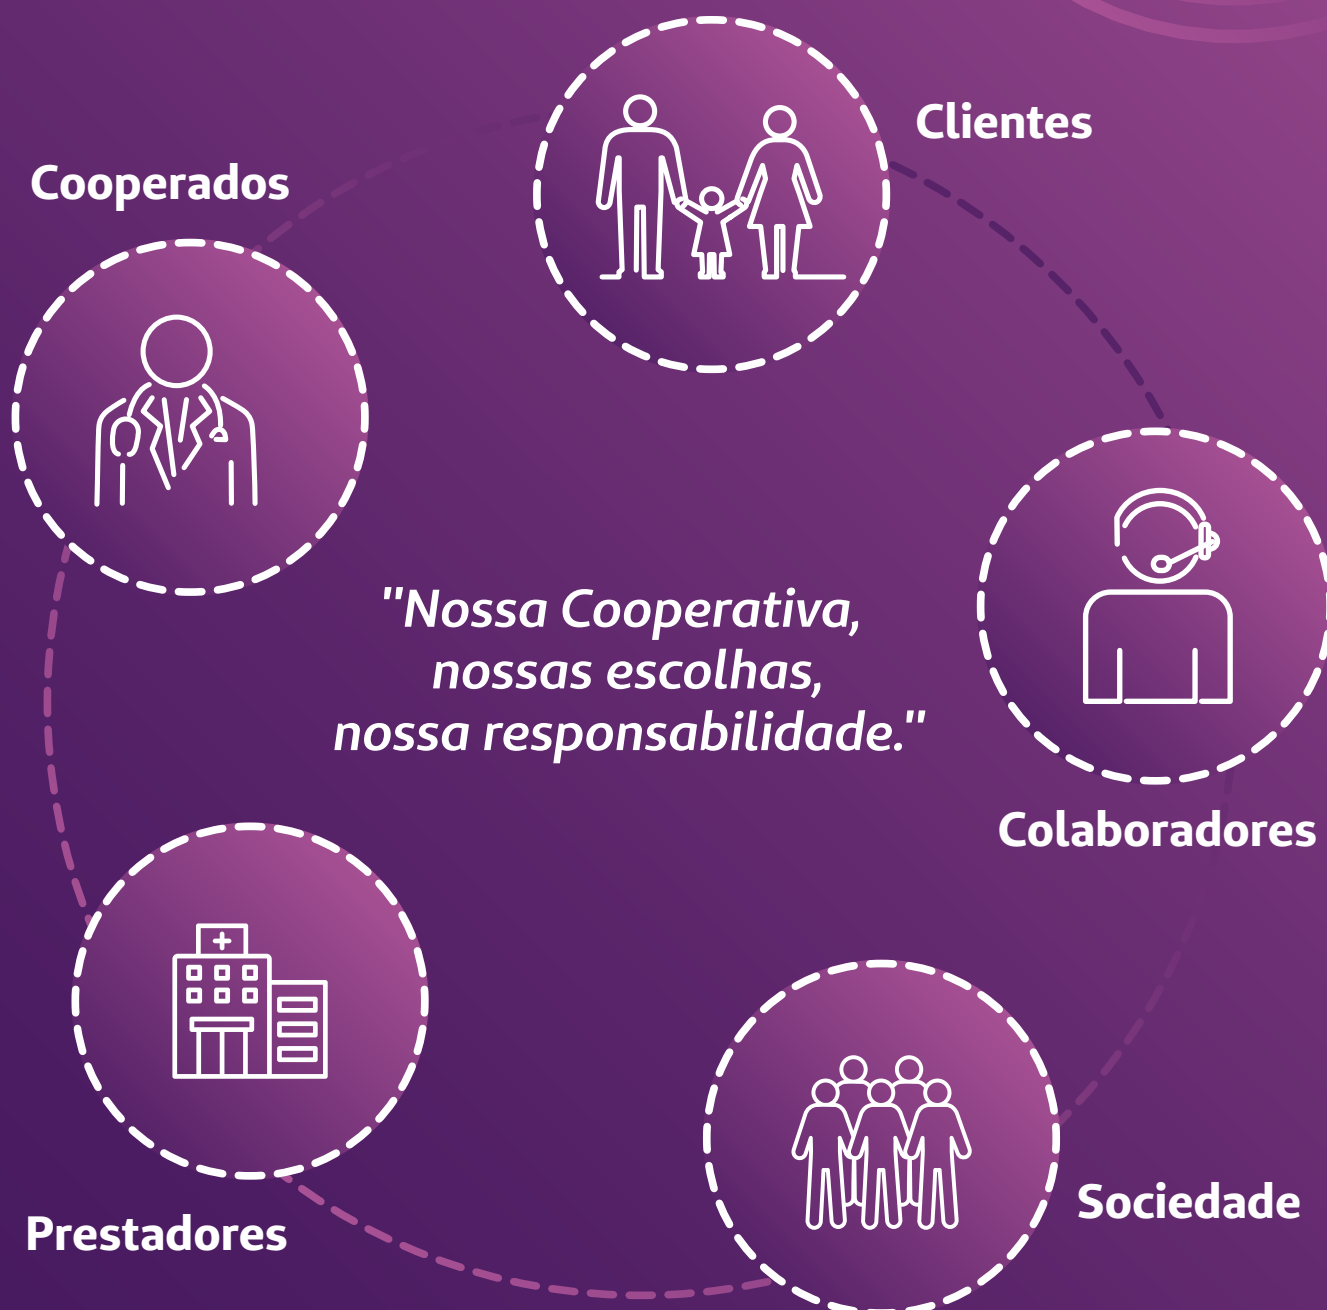 Clientes
Cooperados
"Nossa Cooperativa,
nossas escolhas,
nossa responsabilidade."
Colaboradores
Sociedade
Prestadores